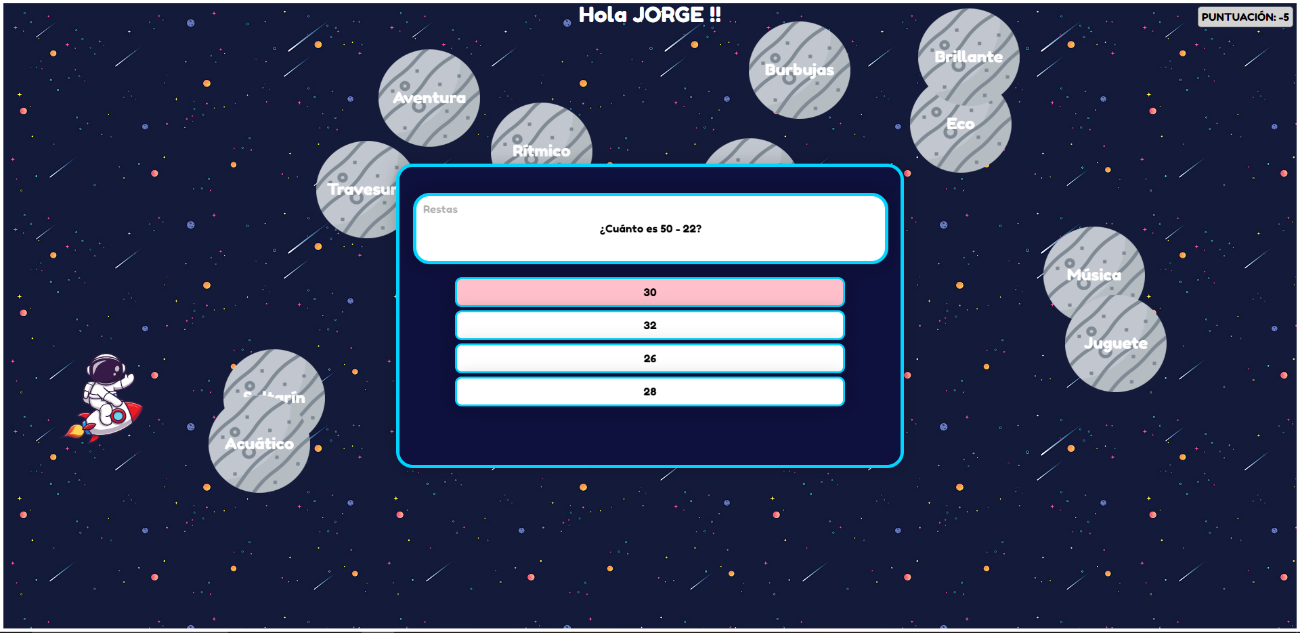 Hola JORGE !!
PUNTUACIÓN: -5
Brillante
Burbujas
Aventura
Eco
Rítmico
Travesur
Restas
¿Cuánto es 50 - 22?
Música
30
32
Juguete
26
28
Acuático